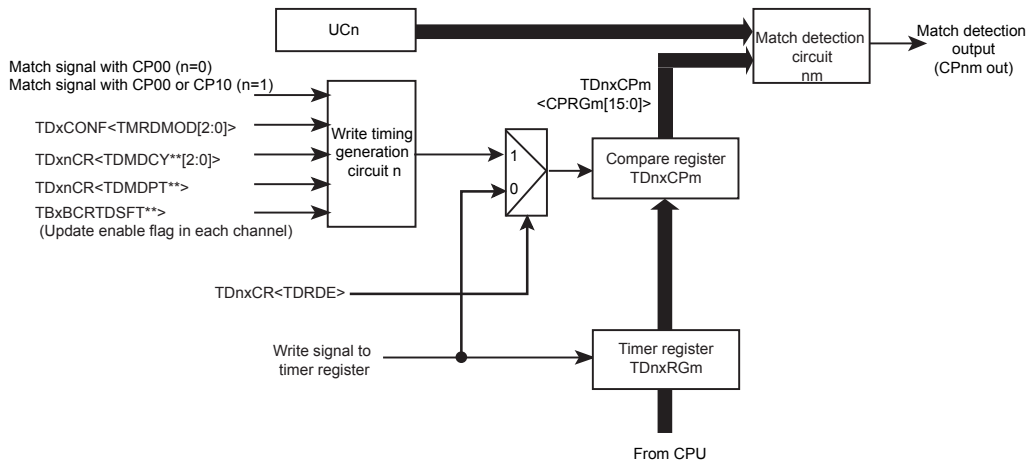 UCn
Match detection
circuit
nm
Match detection
output
(CPnm out)
Match signal with CP00 (n=0)
Match signal with CP00 or CP10 (n=1)
TDxCONF<TMRDMOD[2:0]>
TDxnCR<TDMDCY**[2:0]>
TDxnCR<TDMDPT**>
TBxBCRTDSFT**>
(Update enable flag in each channel)
Write timing
generation
circuit n
TDnxCPm
<CPRGm[15:0]>
1
0
Compare register
TDnxCPm
TDnxCR<TDRDE>
Write signal to
timer register
Timer register
TDnxRGm
From CPU